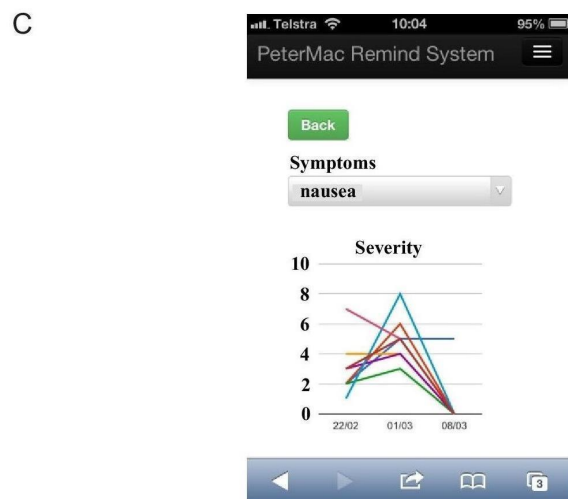 C
Telstra 10:04 95%
PeterMac Remind System
Back
Symptoms
nausea
Severity
10
8
6
4
2
0
22/02 01/03 08/03
3